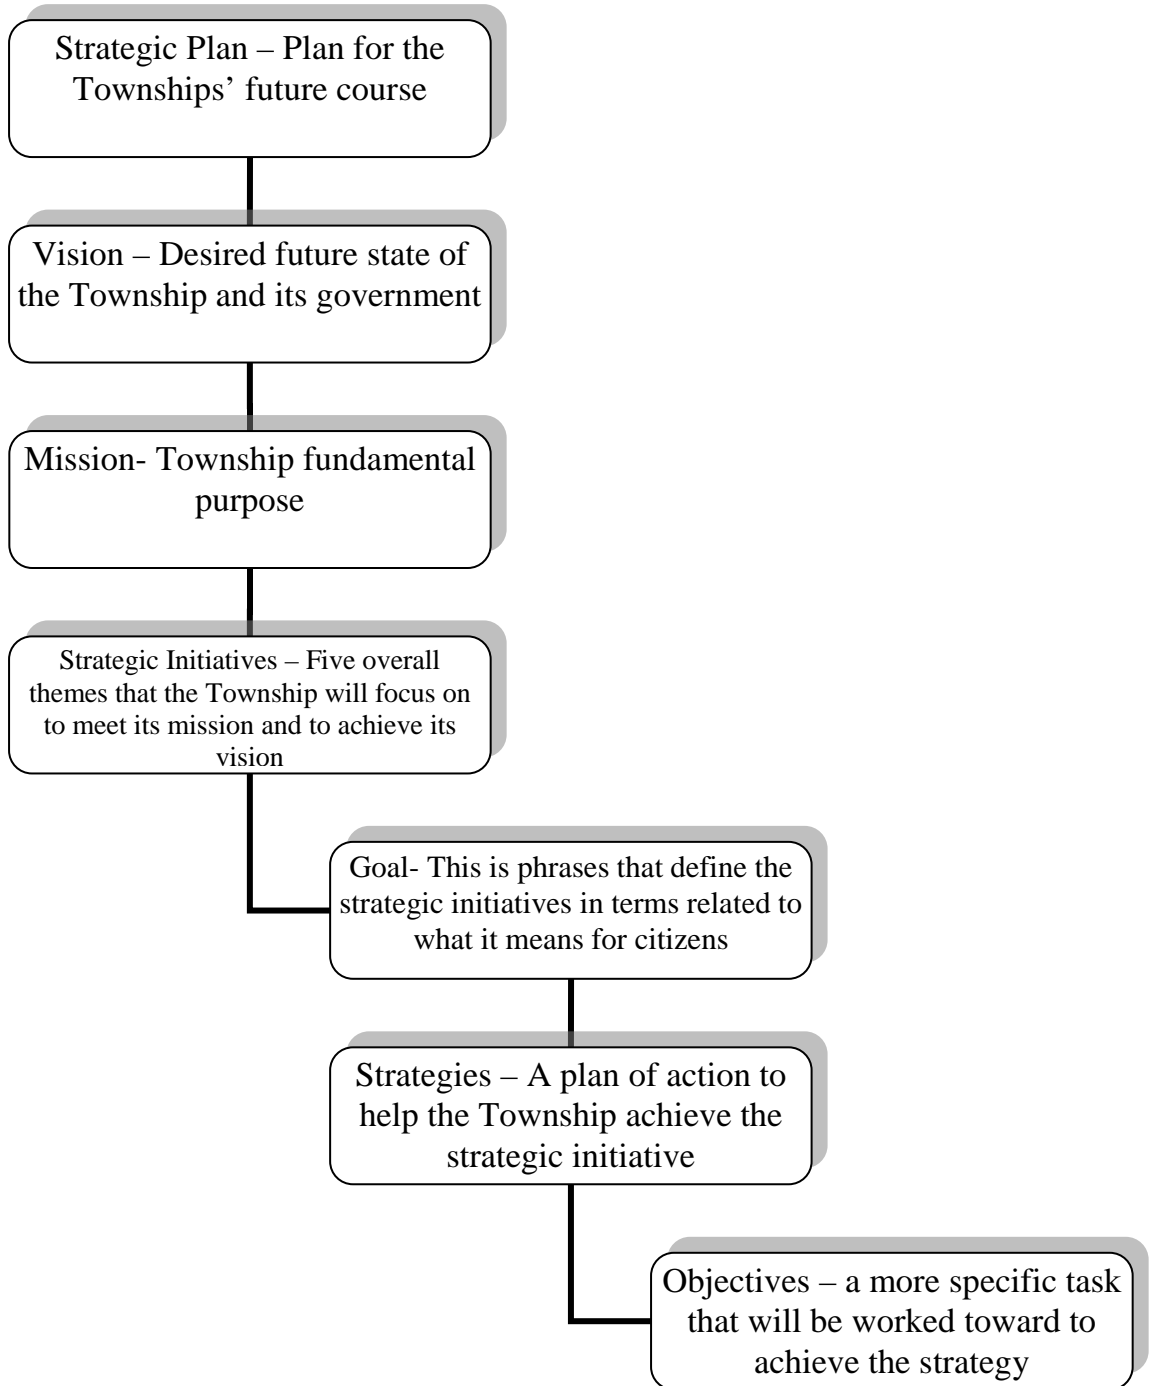 Strategic Plan – Plan for the
Townships’ future course
Vision – Desired future state of
the Township and its government
Mission- Township fundamental
purpose
Strategic Initiatives – Five overall
themes that the Township will focus on
to meet its mission and to achieve its
vision
Goal- This is phrases that define the
strategic initiatives in terms related to
what it means for citizens
Strategies – A plan of action to
help the Township achieve the
strategic initiative
Objectives – a more specific task
that will be worked toward to
achieve the strategy